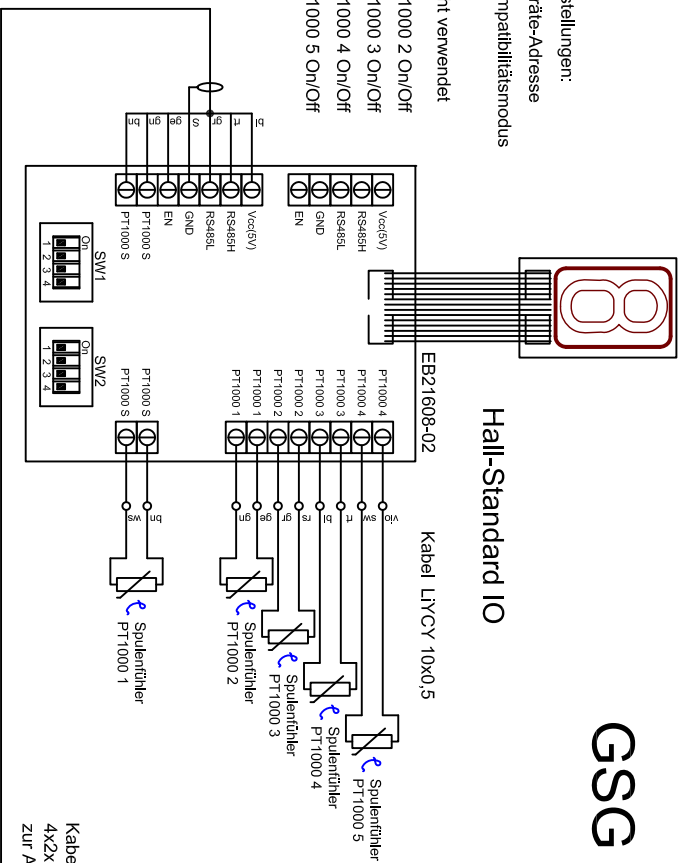 GSG
Hall-Standard IO
EB21608-02
Kabel LiYCY 10x0,5
stellungen:
räte-Adresse
mpatibilitätsmodus
nt verwendet
1000 2 On/Off
1000 3 On/Off
1000 4 On/Off
1000 5 On/Off
Vcc(5V)
RS485H
RS485L
GND
EN
bl
rt
gr
S
ge
gn
bn
Vcc(5V)
RS485H
RS485L
GND
EN
PT1000 S
PT1000 S
PT1000 4
PT1000 4
PT1000 3
PT1000 3
PT1000 2
PT1000 2
PT1000 1
PT1000 1
PT1000 S
PT1000 S
vio
sw
rt
bl
rs
gr
ge
gn
bn
ws
Spulenfühler
PT1000 5
Spulenfühler
PT1000 4
Spulenfühler
PT1000 3
Spulenfühler
PT1000 2
Spulenfühler
PT1000 1
SW1
On
1 2 3 4
SW2
On
1 2 3 4
Kabe
4x2x
zur A